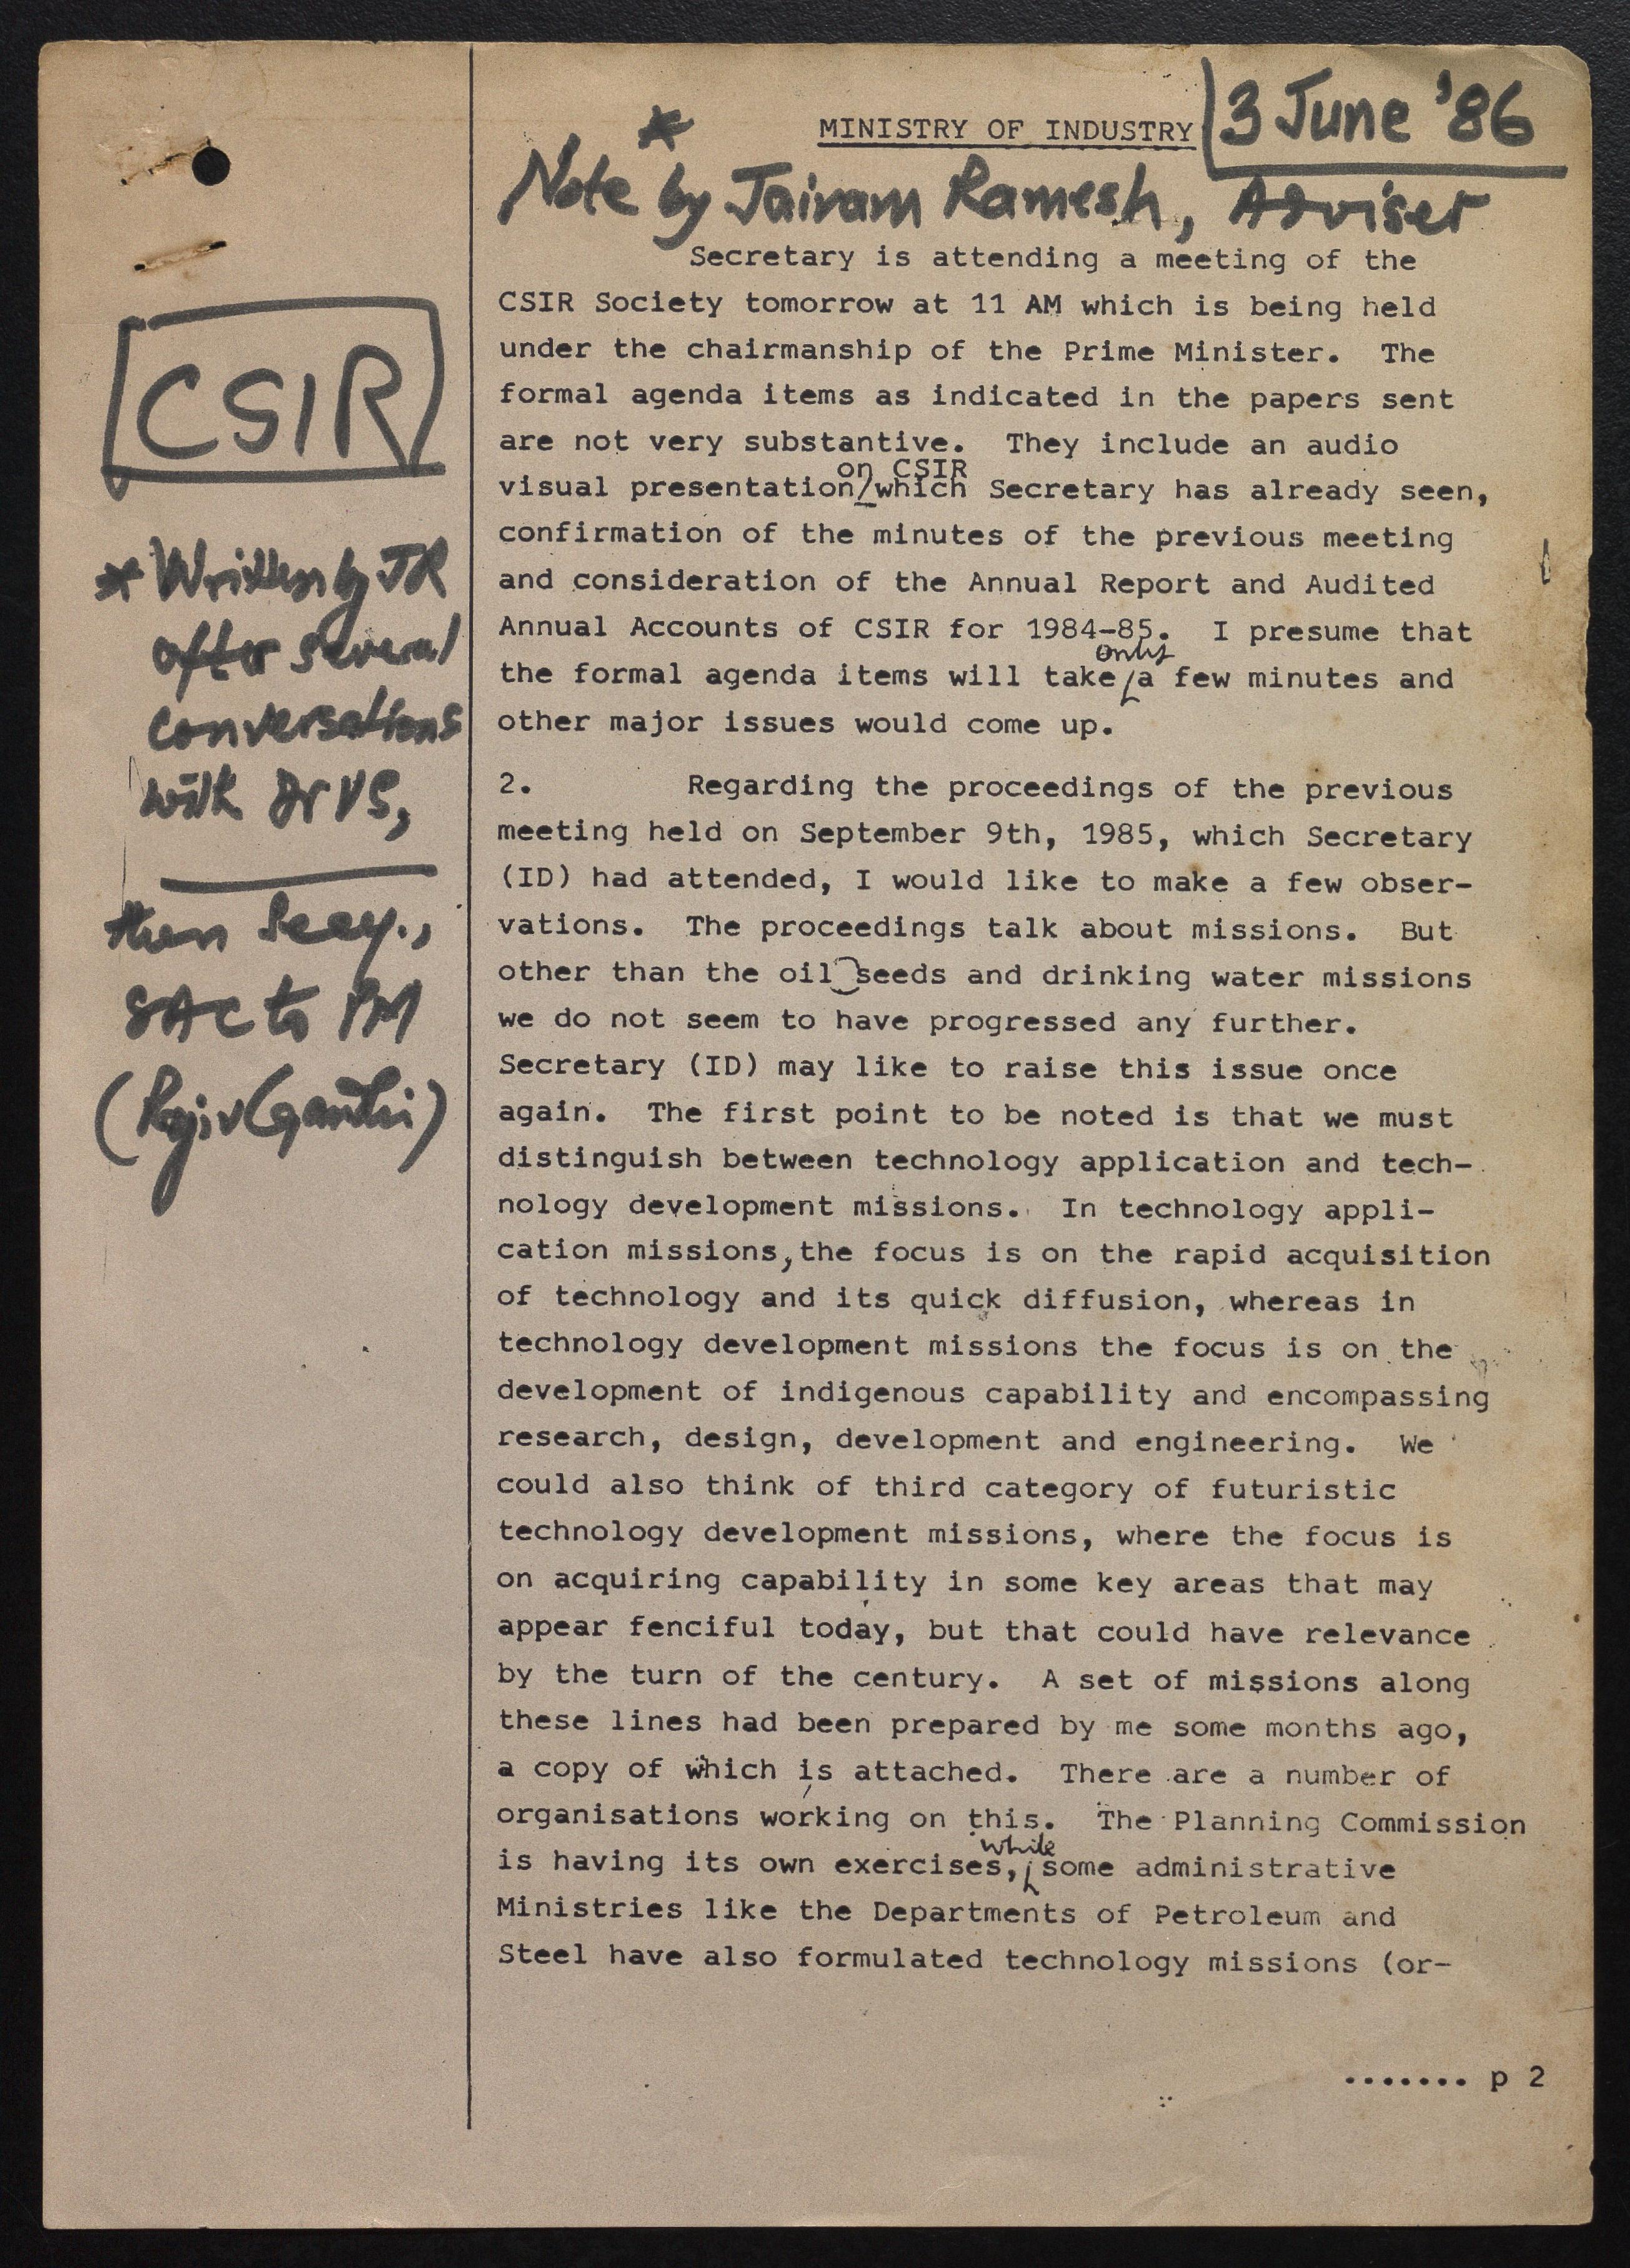 MINISTRY OF INDUSTRY
3 June '86
*
Note by Jairam Ramesh, Adviser
CSIR
* Written by JR
after several
conversations
with Dr VS,
then Secy.,
SAC to PM
(Rajiv Gandhi)
Secretary is attending a meeting of the
CSIR Society tomorrow at 11 AM which is being held
under the chairmanship of the Prime Minister. The
formal agenda items as indicated in the papers sent
are not very substantive. They include an audio
on CSIR
visual presentation/which Secretary has already seen,
confirmation of the minutes of the previous meeting
and consideration of the Annual Report and Audited
Annual Accounts of CSIR for 1984-85. I presume that
only
the formal agenda items will take a few minutes and
other major issues would come up.
2. Regarding the proceedings of the previous
meeting held on September 9th, 1985, which Secretary
(ID) had attended, I would like to make a few obser-
vations. The proceedings talk about missions. But
other than the oil seeds and drinking water missions
we do not seem to have progressed any further.
Secretary (ID) may like to raise this issue once
again. The first point to be noted is that we must
distinguish between technology application and tech-
nology development missions. In technology appli-
cation missions, the focus is on the rapid acquisition
of technology and its quick diffusion, whereas in
technology development missions the focus is on the
development of indigenous capability and encompassing
research, design, development and engineering. We
could also think of third category of futuristic
technology development missions, where the focus is
on acquiring capability in some key areas that may
appear fenciful today, but that could have relevance
by the turn of the century. A set of missions along
these lines had been prepared by me some months ago,
a copy of which is attached. There are a number of
organisations working on this. The Planning Commission
while
is having its own exercises, some administrative
Ministries like the Departments of Petroleum and
Steel have also formulated technology missions (or-
....... p 2